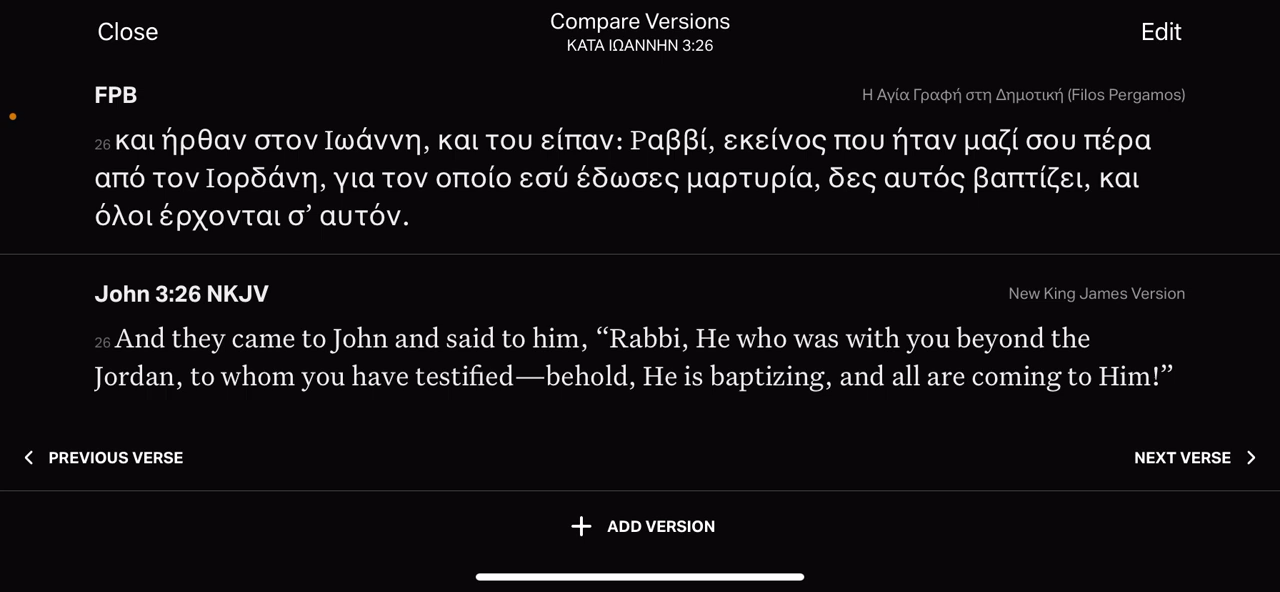 Close
Compare Versions
Edit
ΚΑΤΑ ΙΩΑΝΝΗΝ 3:26
FPB
Η Αγία Γραφή στη Δημοτική (Filos Pergamos)
26 και ήρθαν στον Ιωάννη, και του είπαν: Ραββί, εκείνος που ήταν μαζί σου πέρα
από τον Ιορδάνη, για τον οποίο εσύ έδωσες μαρτυρία, δες αυτός βαπτίζει, και
όλοι έρχονται σ’ αυτόν.
John 3:26 NKJV
New King James Version
26 And they came to John and said to him, “Rabbi, He who was with you beyond the
Jordan, to whom you have testified—behold, He is baptizing, and all are coming to Him!”
PREVIOUS VERSE
NEXT VERSE
ADD VERSION